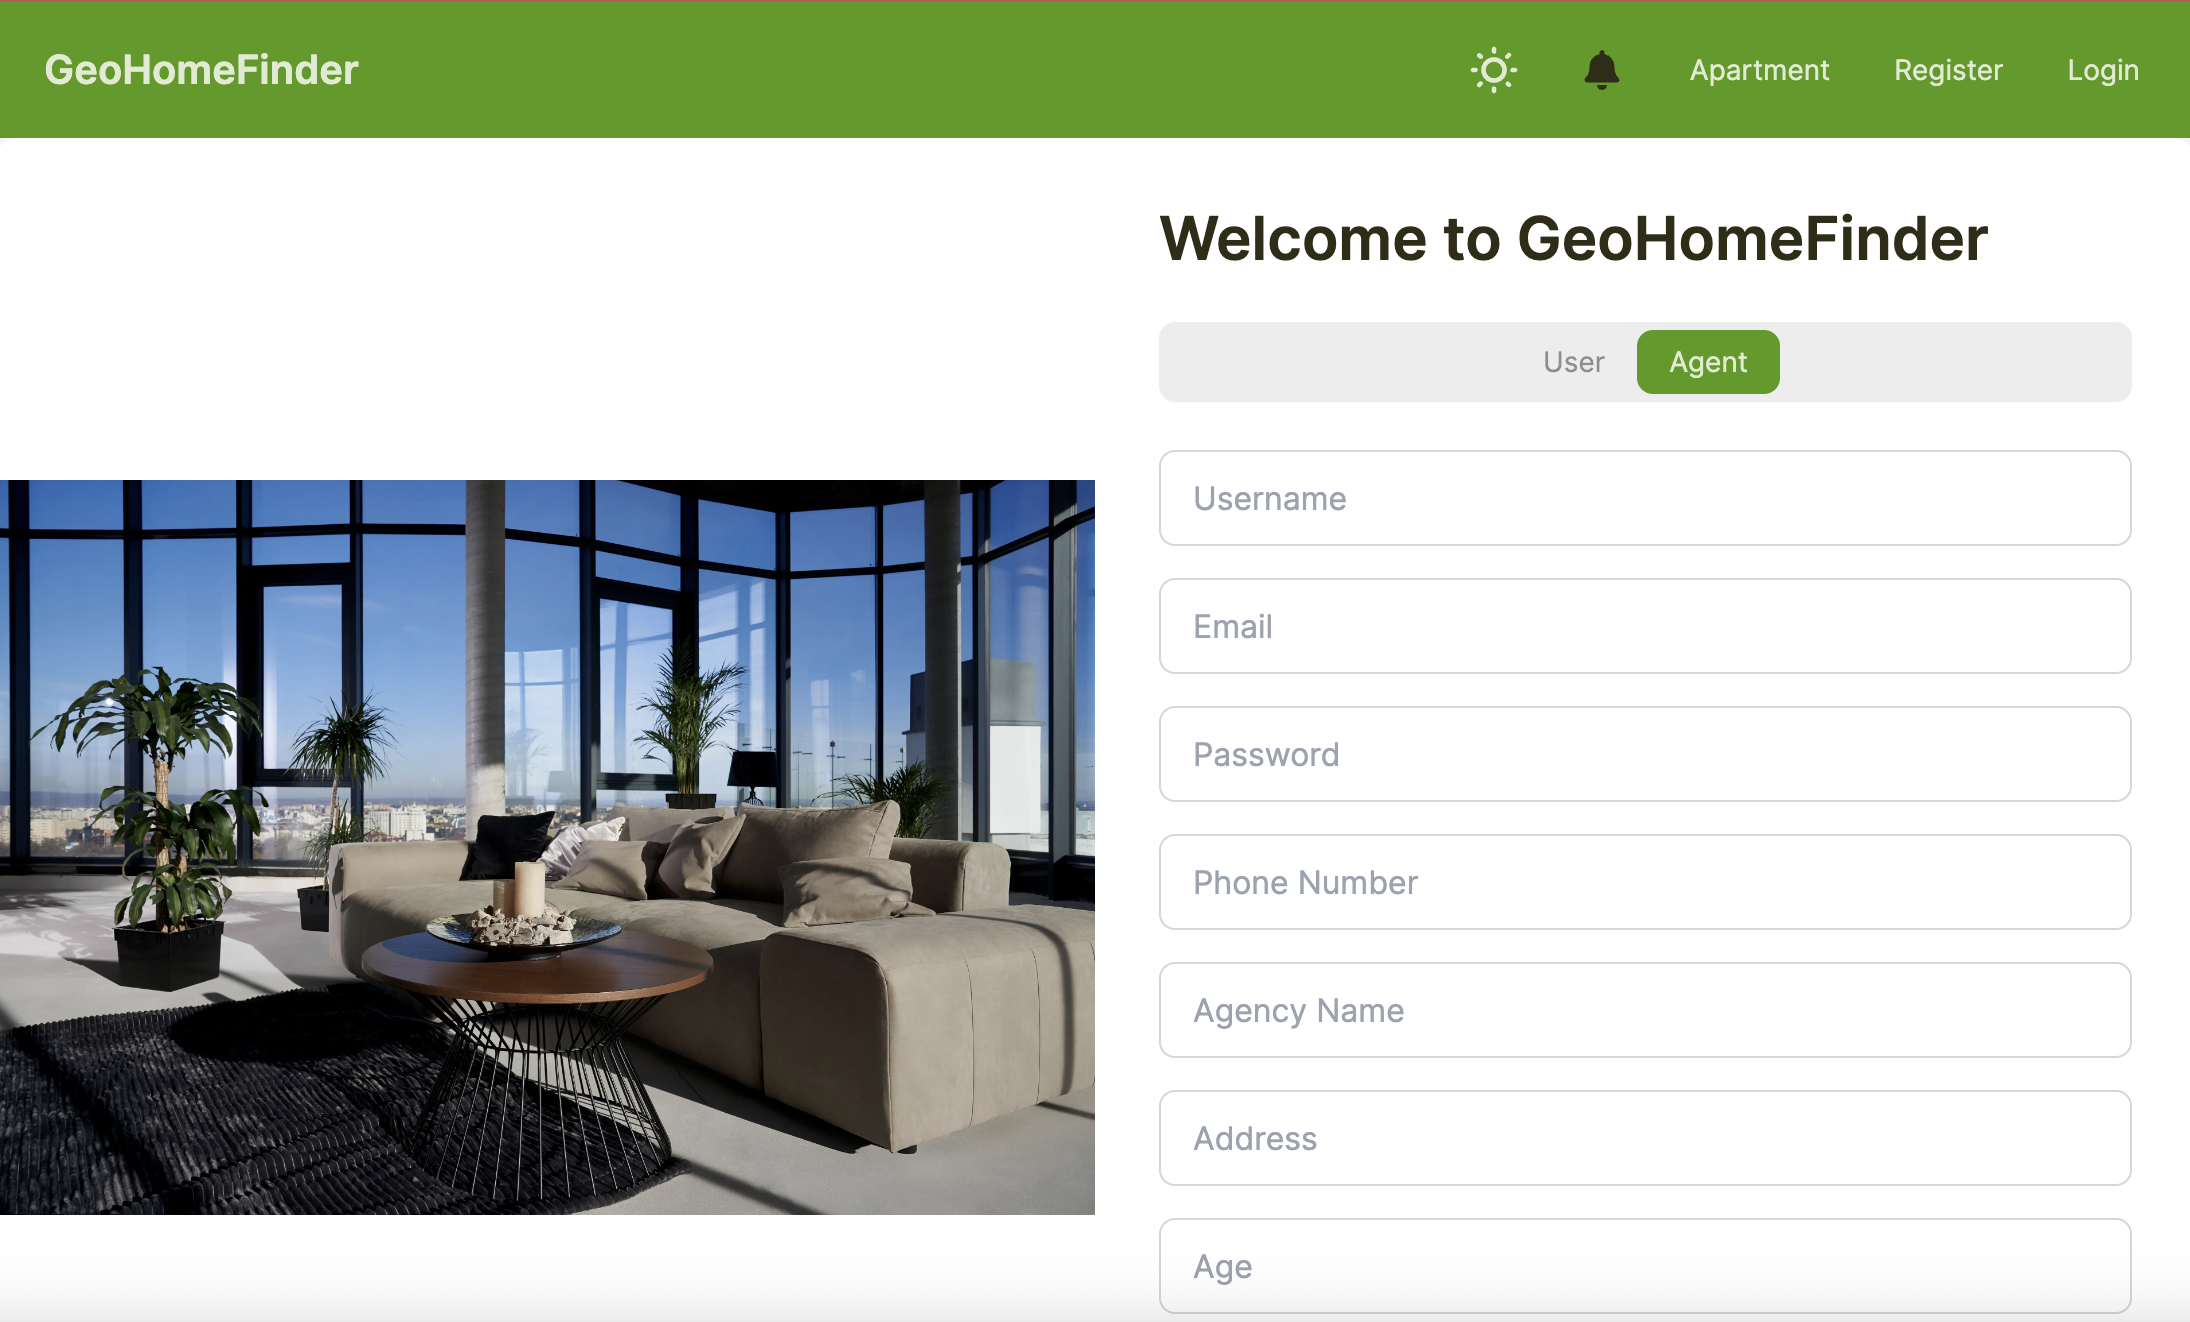 GeoHomeFinder
Apartment Register Login
Welcome to GeoHomeFinder
User Agent
Username
Email
Password
Phone Number
Agency Name
Address
Age